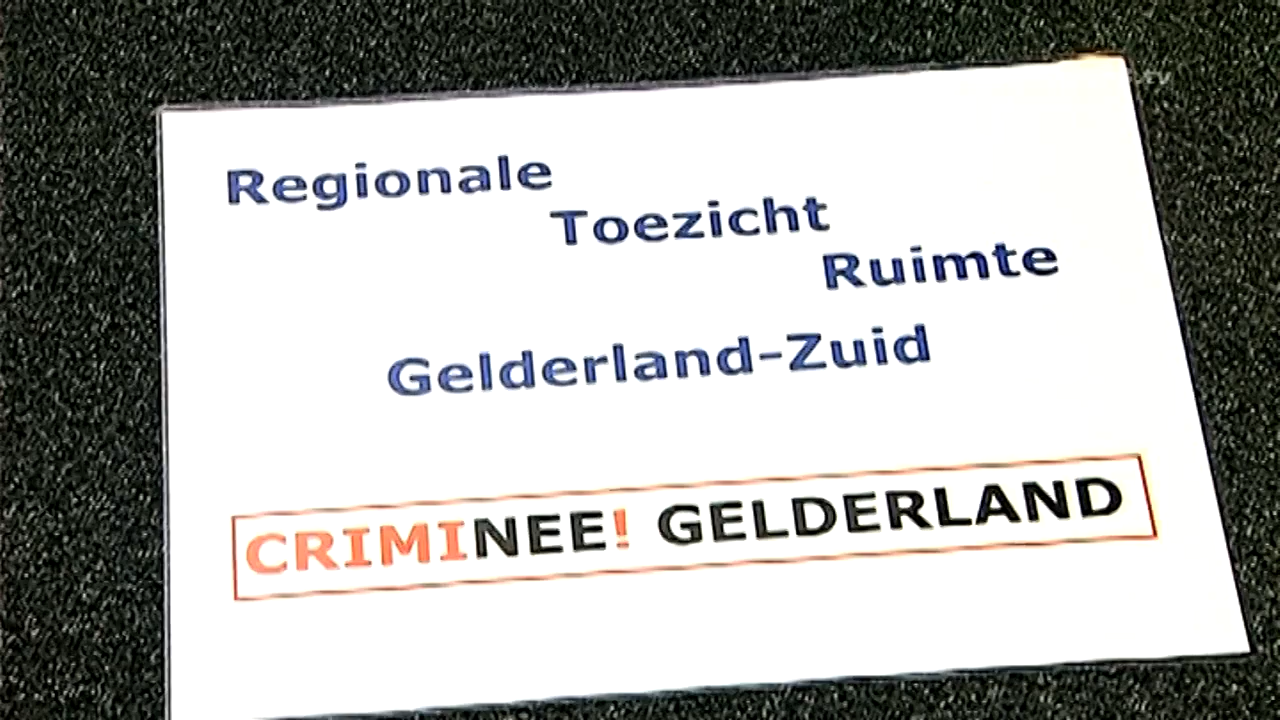 Regionale
Toezicht
Ruimte
Gelderland-Zuid
CRIMINEE! GELDERLAND